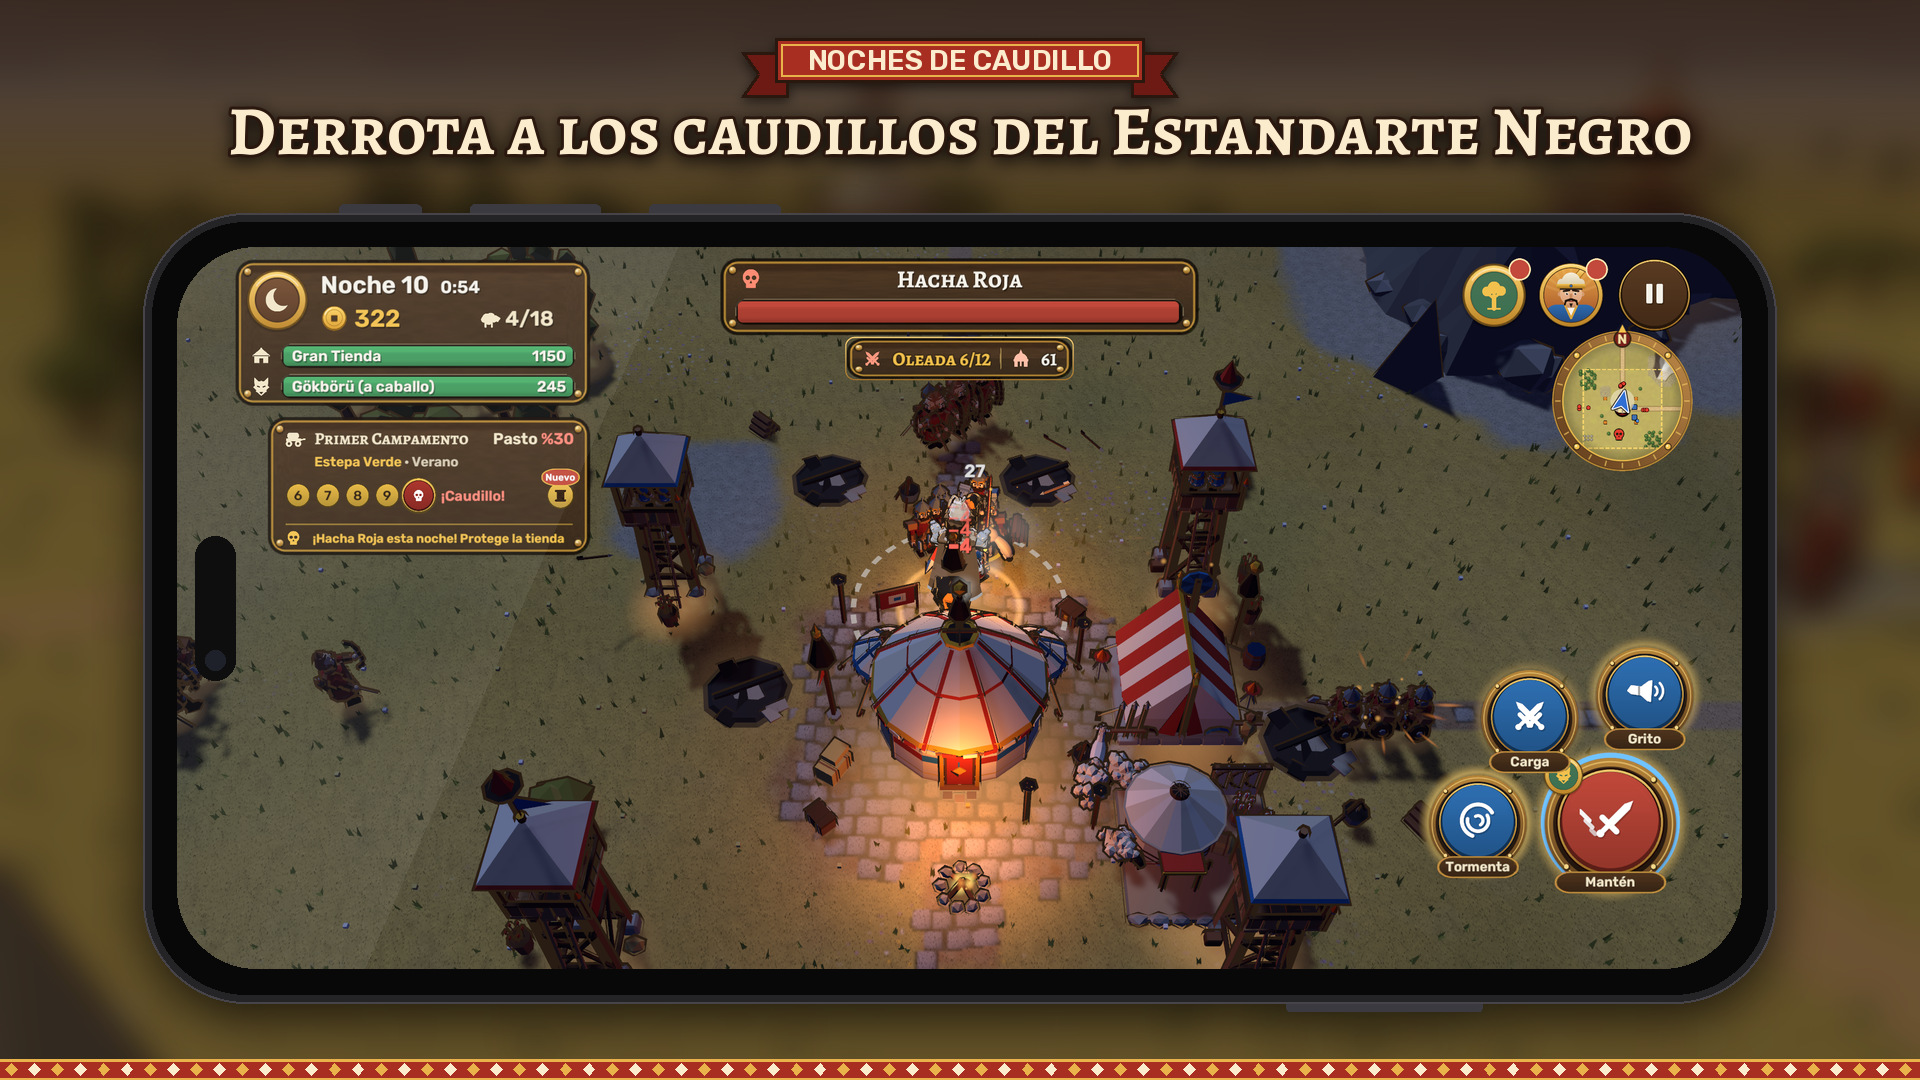 NOCHES DE CAUDILLO
Derrota a los caudillos del Estandarte Negro
Noche 10 0:54
322
4/18
Gran Tienda 1150
Gökbörü (a caballo) 245
Primer Campamento Pasto %30
Estepa Verde • Verano
Nuevo
6 7 8 9 ¡Caudillo!
¡Hacha Roja esta noche! Protege la tienda
Hacha Roja
Oleada 6/12 61
N
27
-4
-4
Grito
Carga
Tormenta
Mantén